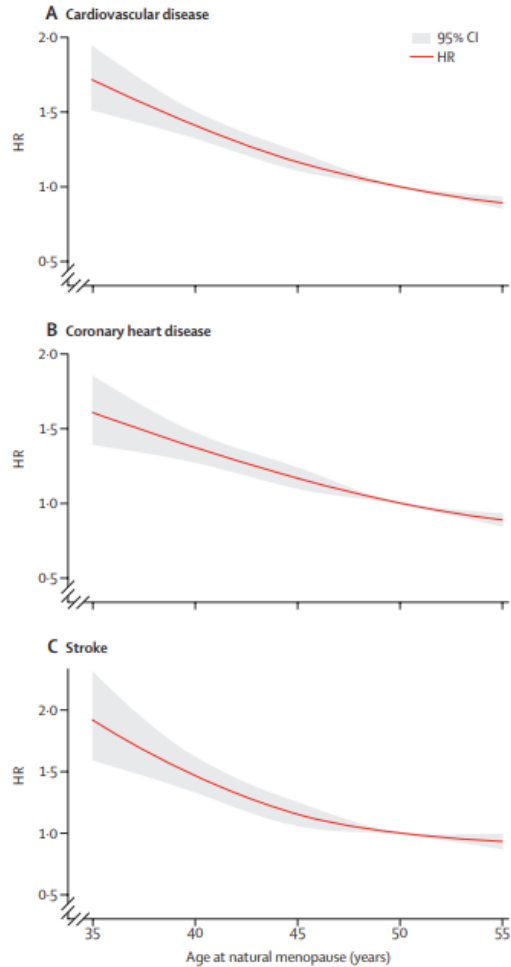 A Cardiovascular disease
95% CI
HR
2·0
1·5
1·0
0·5
HR
B Coronary heart disease
2·0
1·5
1·0
0·5
HR
C Stroke
2·0
1·5
1·0
0·5
HR
35 40 45 50 55
Age at natural menopause (years)